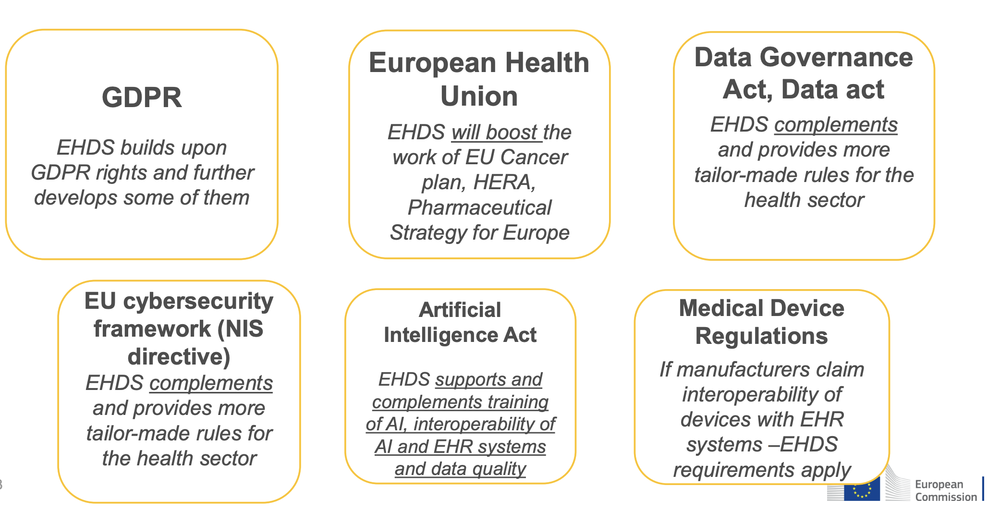 GDPR
EHDS builds upon
GDPR rights and further
develops some of them
European Health
Union
EHDS will boost the
work of EU Cancer
plan, HERA,
Pharmaceutical
Strategy for Europe
Data Governance
Act, Data act
EHDS complements
and provides more
tailor-made rules for the
health sector
EU cybersecurity
framework (NIS
directive)
EHDS complements
and provides more
tailor-made rules for
the health sector
Artificial
Intelligence Act
EHDS supports and
complements training
of AI, interoperability of
AI and EHR systems
and data quality
Medical Device
Regulations
If manufacturers claim
interoperability of
devices with EHR
systems –EHDS
requirements apply
European
Commission